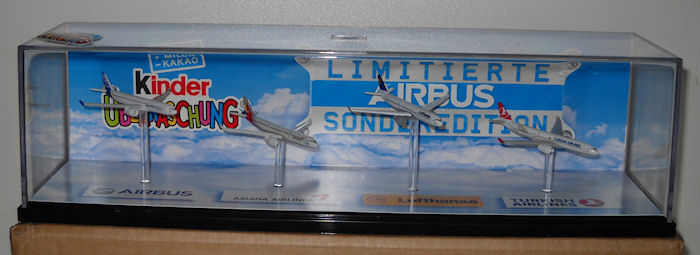 + MILCH
- KAKAO
Kinder
ÜBERRASCHUNG
LIMITIERTE
AIRBUS
SONDEREDITION
AIRBUS
ASIANA AIRLINES
Lufthansa
TURKISH
AIRLINES